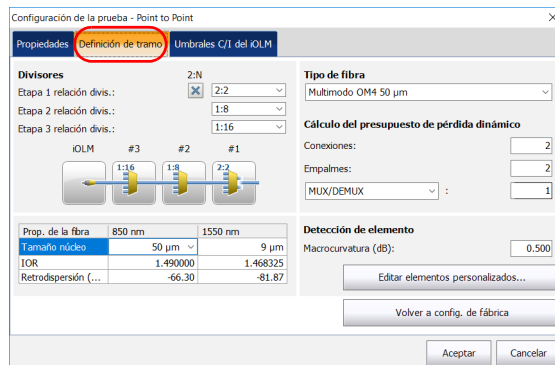 Configuración de la prueba - Point to Point
Propiedades Definición de tramo Umbrales C/I del iOLM
Divisores 2:N
Etapa 1 relación divis.: 2:2
Etapa 2 relación divis.: 1:8
Etapa 3 relación divis.: 1:16
iOLM #3 #2 #1
1:16 1:8 2:2
Prop. de la fibra 850 nm 1550 nm
Tamaño núcleo 50 µm 9 µm
IOR 1.490000 1.468325
Retrodispersión (... -66.30 -81.87
Tipo de fibra
Multimodo OM4 50 µm
Cálculo del presupuesto de pérdida dinámico
Conexiones: 2
Empalmes: 2
MUX/DEMUX : 1
Detección de elemento
Macrocurvatura (dB): 0.500
Editar elementos personalizados...
Volver a config. de fábrica
Aceptar Cancelar